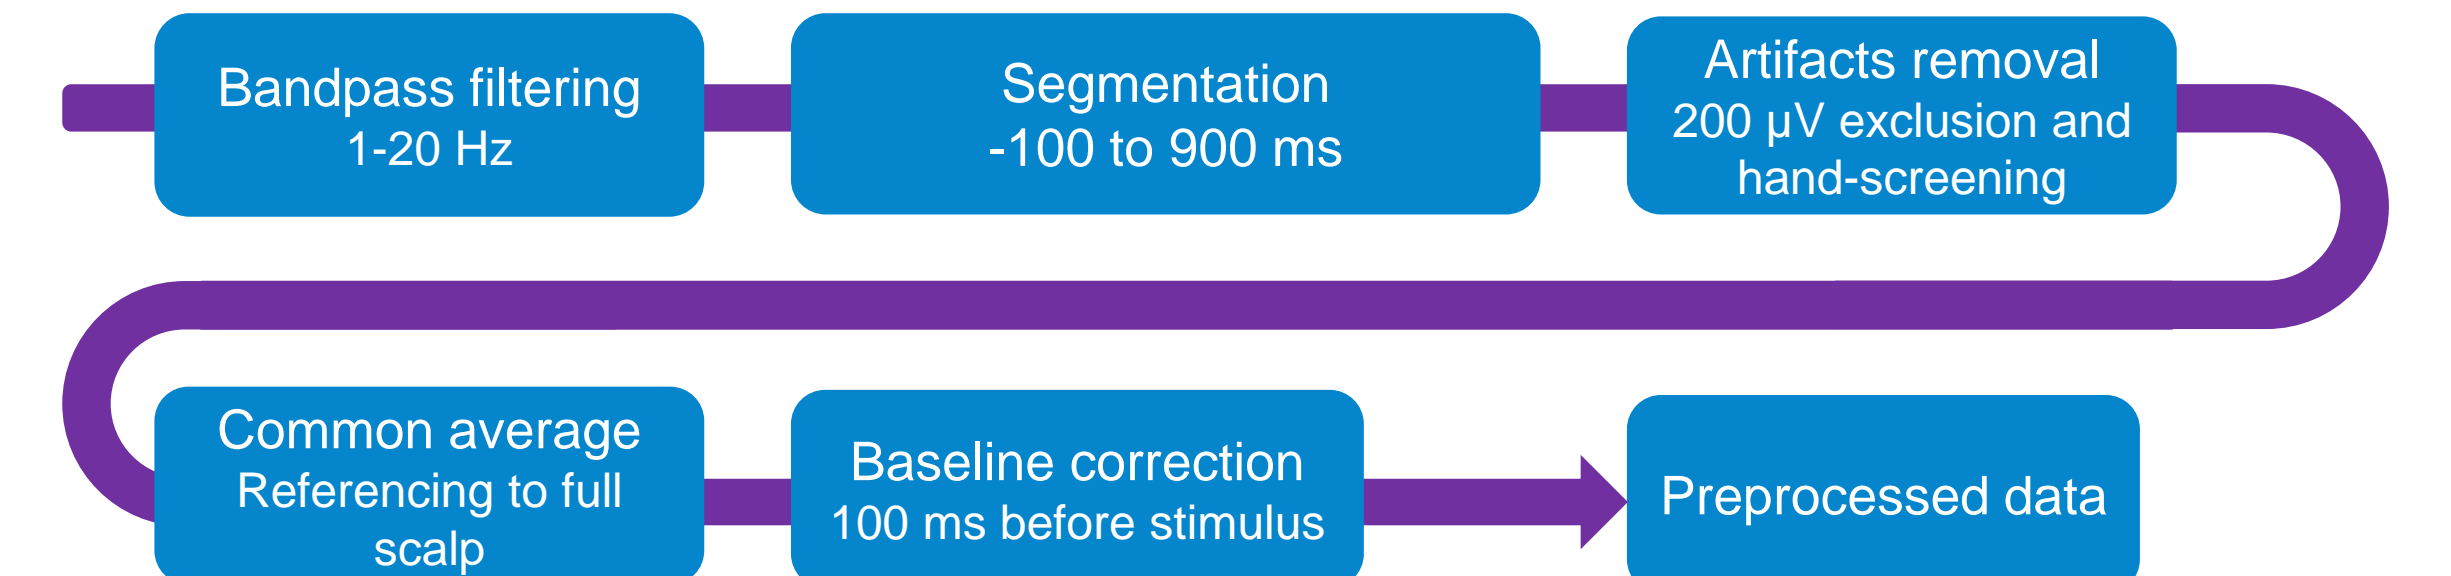 Bandpass filtering
1-20 Hz
Segmentation
-100 to 900 ms
Artifacts removal
200 µV exclusion and
hand-screening
Common average
Referencing to full
scalp
Baseline correction
100 ms before stimulus
Preprocessed data